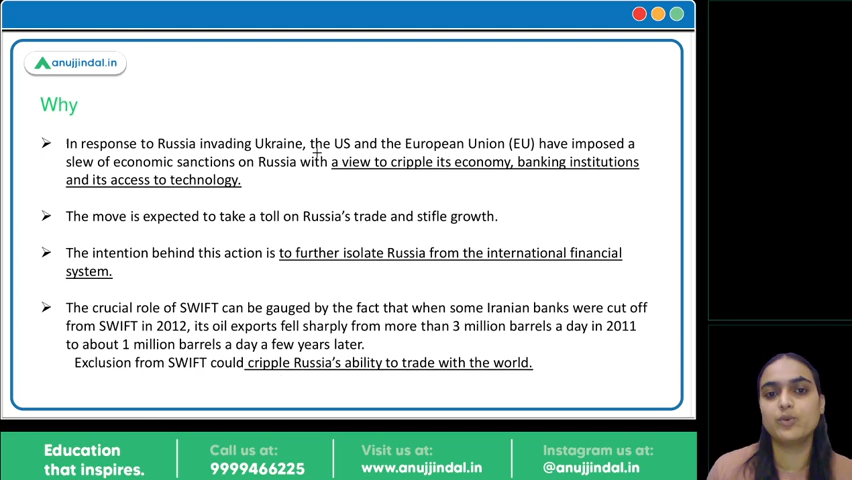 anujjindal.in
Why
In response to Russia invading Ukraine, the US and the European Union (EU) have imposed a
slew of economic sanctions on Russia with a view to cripple its economy, banking institutions
and its access to technology.
The move is expected to take a toll on Russia's trade and stifle growth.
The intention behind this action is to further isolate Russia from the international financial
system.
The crucial role of SWIFT can be gauged by the fact that when some Iranian banks were cut off
from SWIFT in 2012, its oil exports fell sharply from more than 3 million barrels a day in 2011
to about 1 million barrels a day a few years later.
Exclusion from SWIFT could cripple Russia's ability to trade with the world.
Education
that inspires.
Call us at:
9999466225
Visit us at:
www.anujjindal.in
Instagram us at:
@anujjindal.in